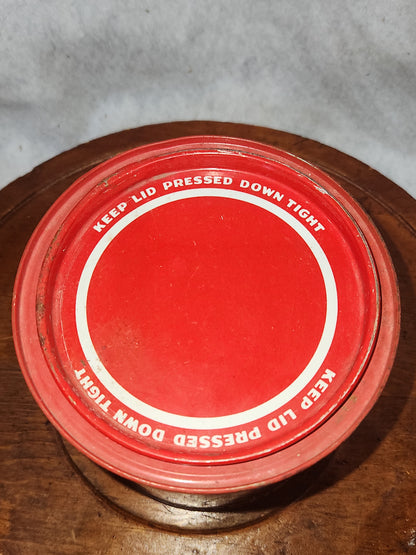 KEEP LID PRESSED DOWN TIGHT
KEEP LID PRESSED DOWN TIGHT